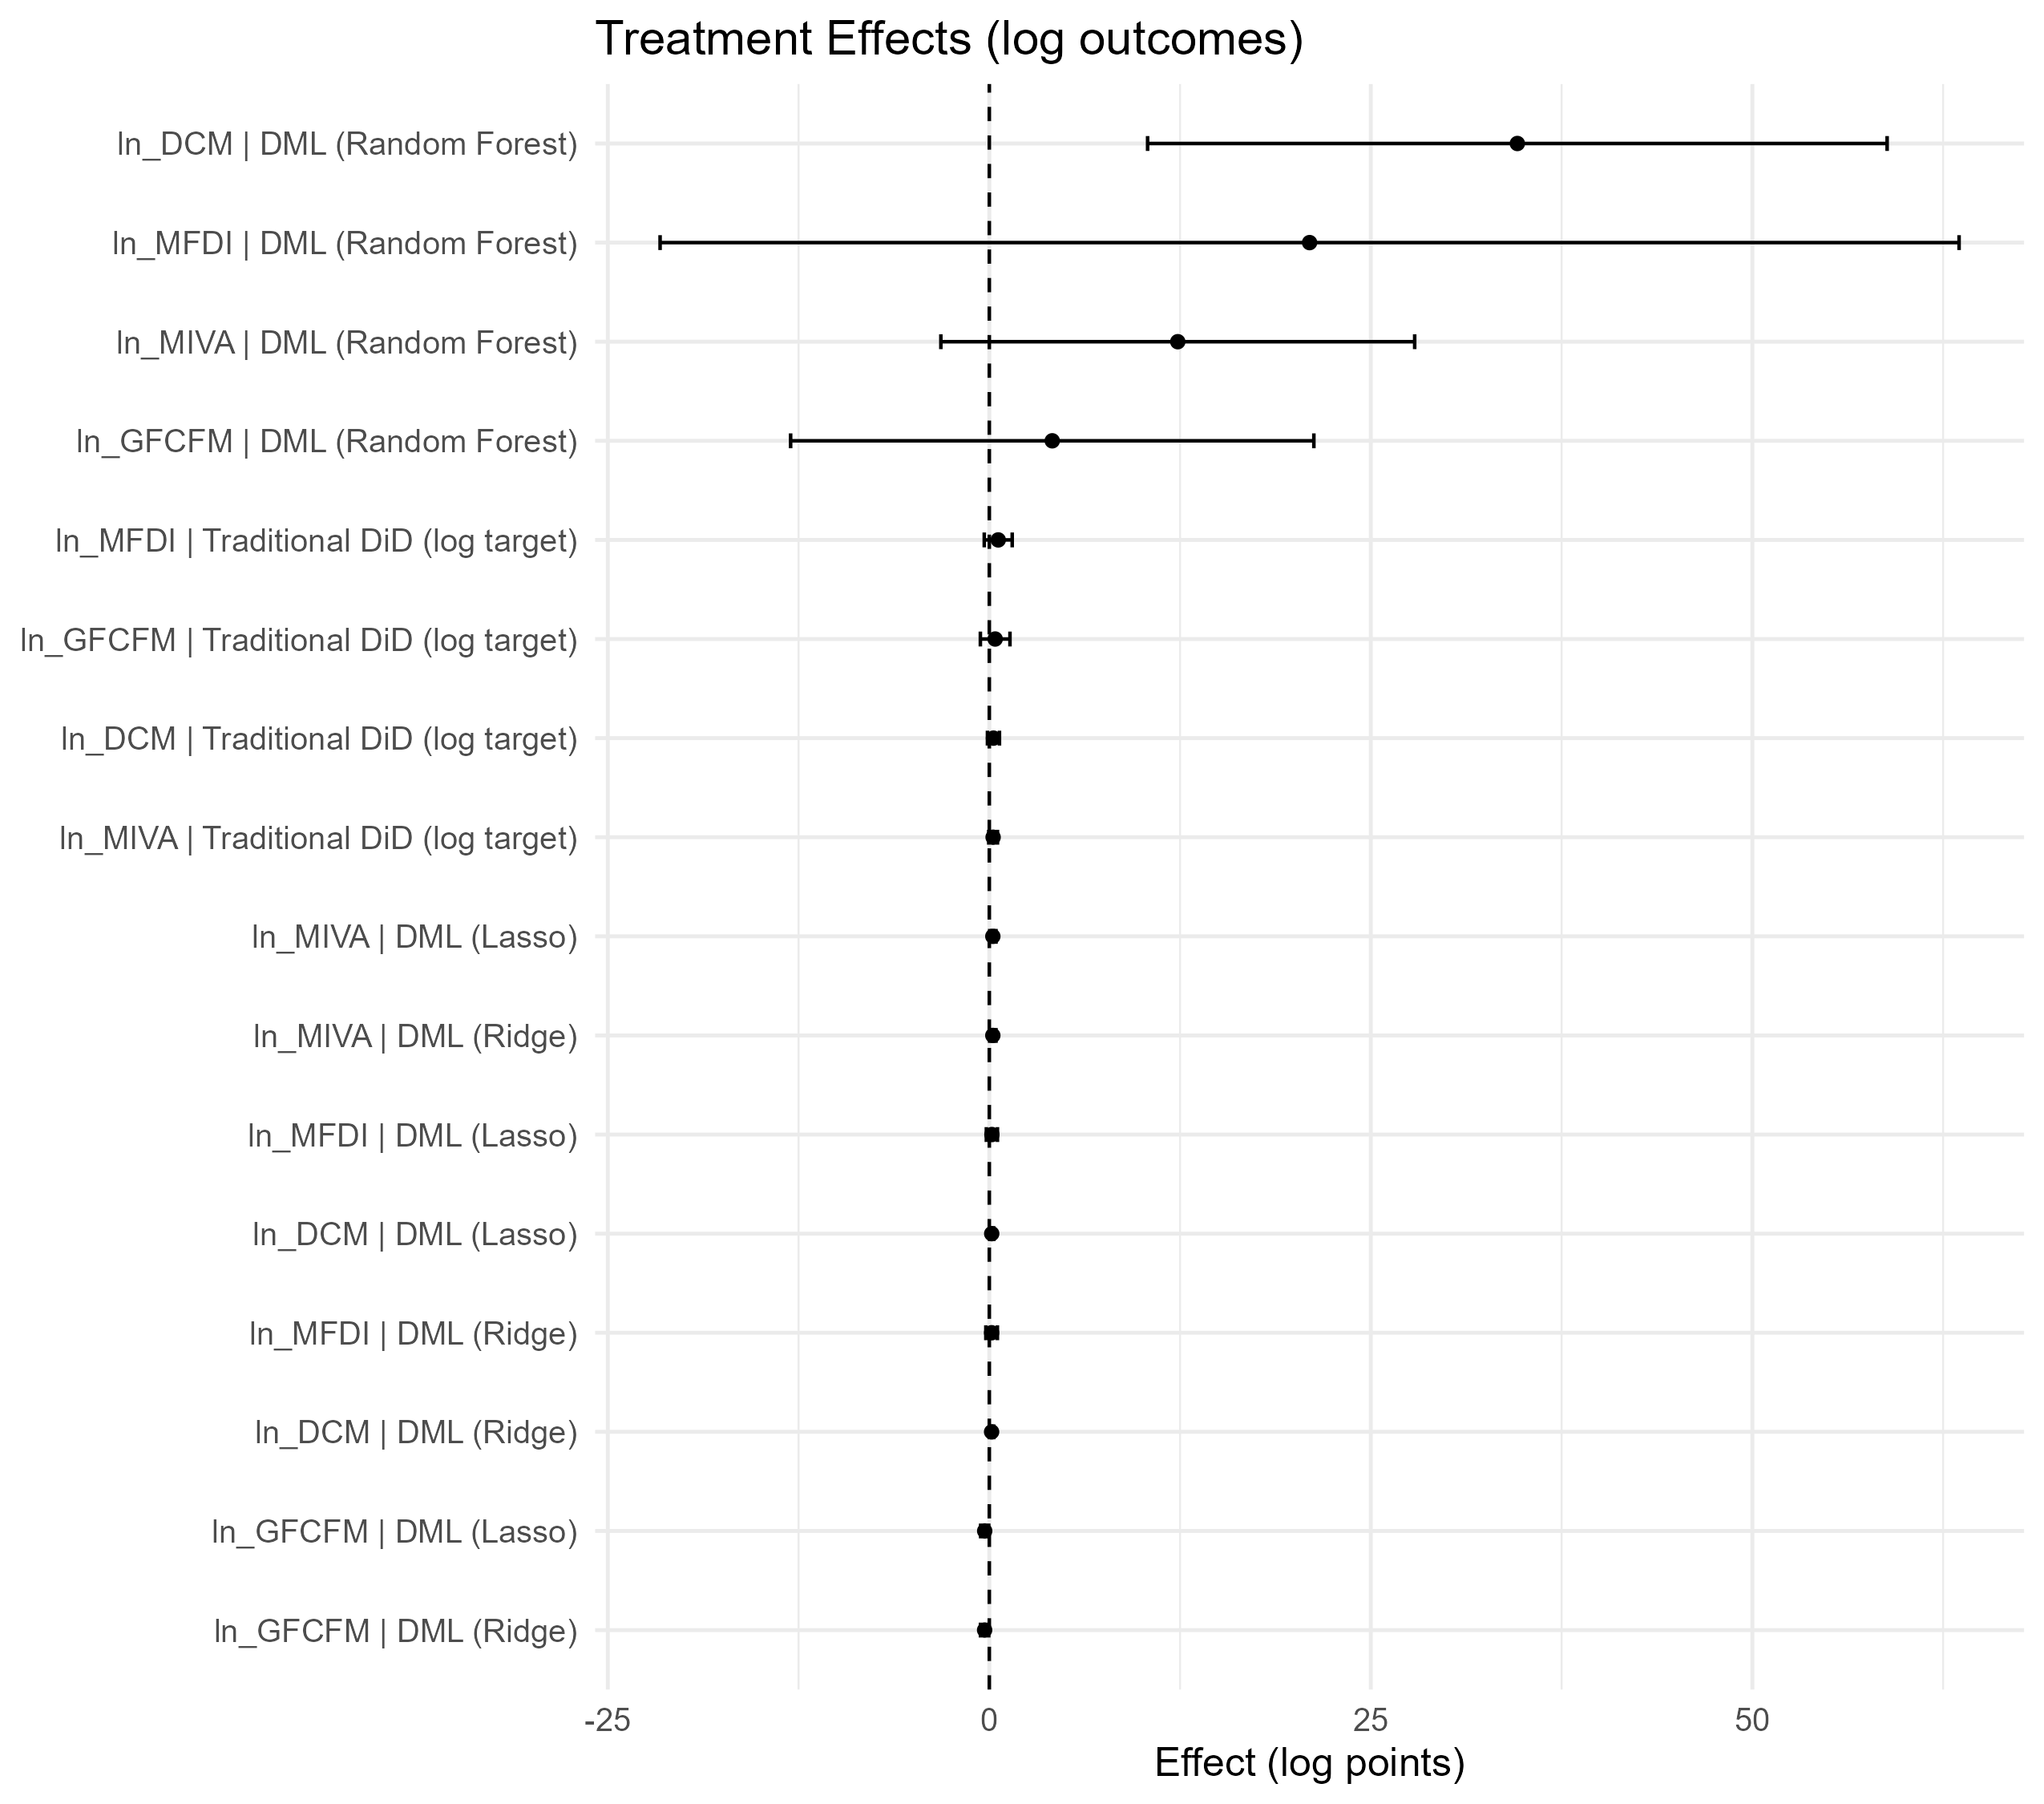 Treatment Effects (log outcomes)
ln_DCM | DML (Random Forest)
ln_MFDI | DML (Random Forest)
ln_MIVA | DML (Random Forest)
ln_GFCFM | DML (Random Forest)
ln_MFDI | Traditional DiD (log target)
ln_GFCFM | Traditional DiD (log target)
ln_DCM | Traditional DiD (log target)
ln_MIVA | Traditional DiD (log target)
ln_MIVA | DML (Lasso)
ln_MIVA | DML (Ridge)
ln_MFDI | DML (Lasso)
ln_DCM | DML (Lasso)
ln_MFDI | DML (Ridge)
ln_DCM | DML (Ridge)
ln_GFCFM | DML (Lasso)
ln_GFCFM | DML (Ridge)
-25 0 25 50
Effect (log points)